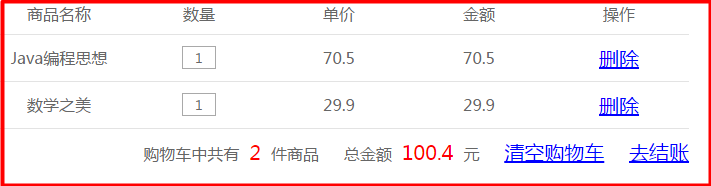 商品名称 数量 单价 金额 操作
Java编程思想 1 70.5 70.5 删除
数学之美 1 29.9 29.9 删除
购物车中共有 2 件商品 总金额 100.4 元 清空购物车 去结账